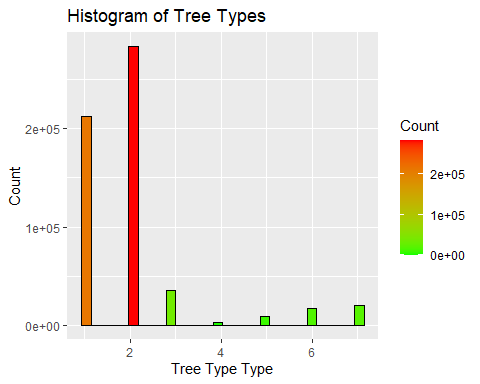 Histogram of Tree Types
Count
2e+05
1e+05
0e+00
2
4
6
Tree Type Type
Count
2e+05
1e+05
0e+00